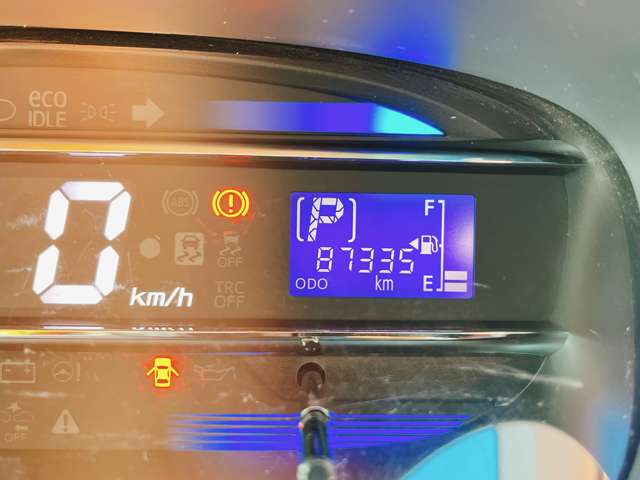 eco
IDLE
ABS
F
P
0
OFF
87335
TRC
OFF
km/h
ODO km E
OFF